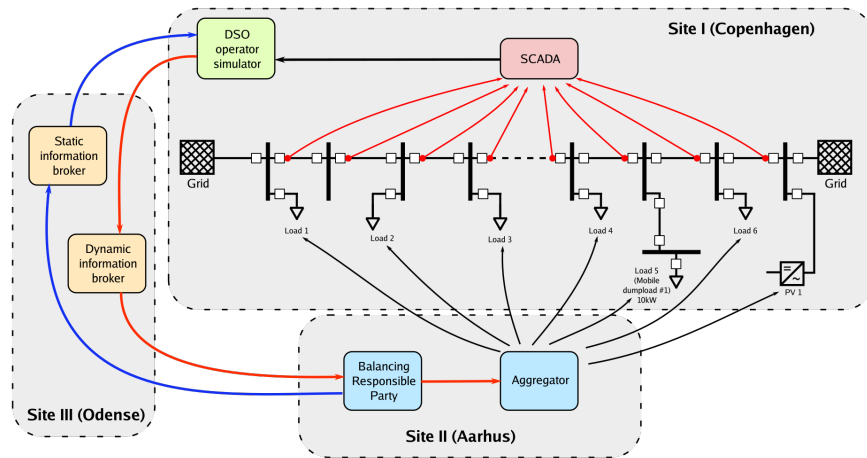 Site I (Copenhagen)
DSO
operator
simulator
SCADA
Static
information
broker
Grid
Grid
Load 1
Load 2
Load 3
Load 4
Load 5
(Mobile
dumpload #1)
10kW
Load 6
PV 1
Dynamic
information
broker
Balancing
Responsible
Party
Aggregator
Site III (Odense)
Site II (Aarhus)